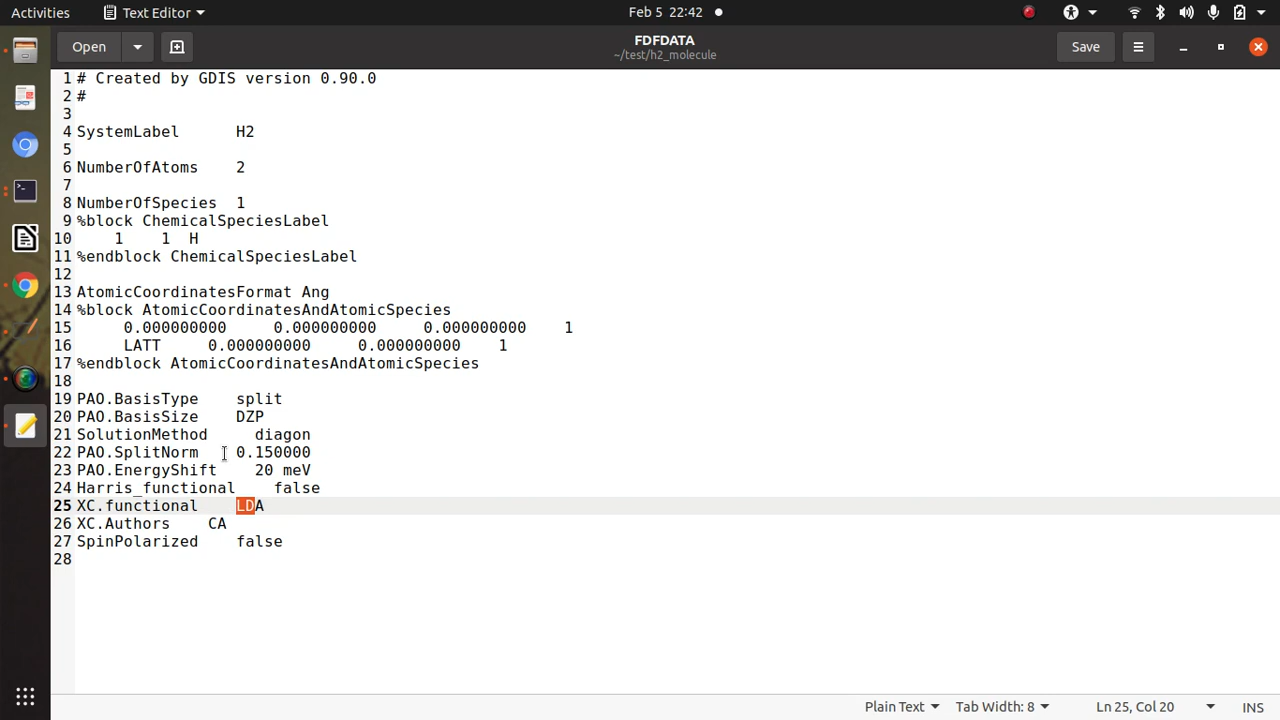 Activities
Text Editor
Feb 5 22:42
Open
FDFDATA
~/test/h2_molecule
Save
1 # Created by GDIS version 0.90.0
2 #
3
4 SystemLabel H2
5
6 NumberOfAtoms 2
7
8 NumberOfSpecies 1
9 %block ChemicalSpeciesLabel
10 1 1 H
11 %endblock ChemicalSpeciesLabel
12
13 AtomicCoordinatesFormat Ang
14 %block AtomicCoordinatesAndAtomicSpecies
15 0.000000000 0.000000000 0.000000000 1
16 LATT 0.000000000 0.000000000 1
17 %endblock AtomicCoordinatesAndAtomicSpecies
18
19 PAO.BasisType split
20 PAO.BasisSize DZP
21 SolutionMethod diagon
22 PAO.SplitNorm 0.150000
23 PAO.EnergyShift 20 meV
24 Harris_functional false
25 XC.functional LDA
26 XC.Authors CA
27 SpinPolarized false
28
Plain Text
Tab Width: 8
Ln 25, Col 20
INS